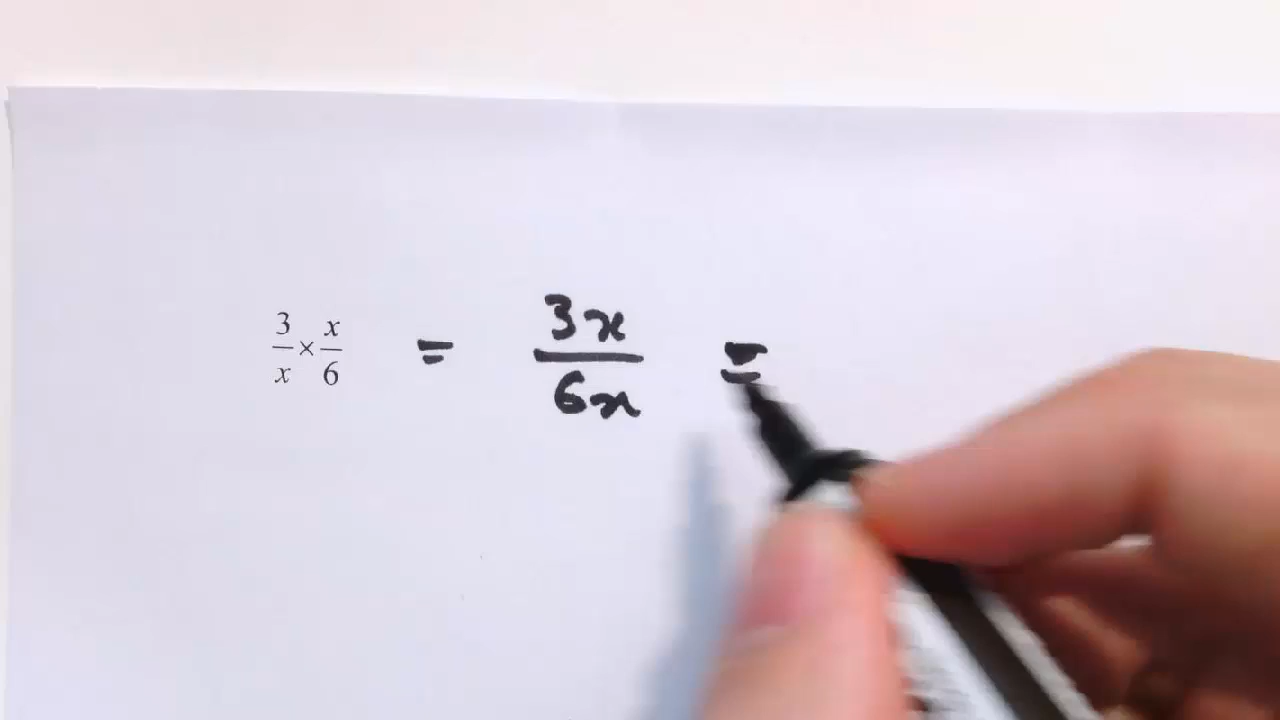 3/x × x/6 = 3x/6x =